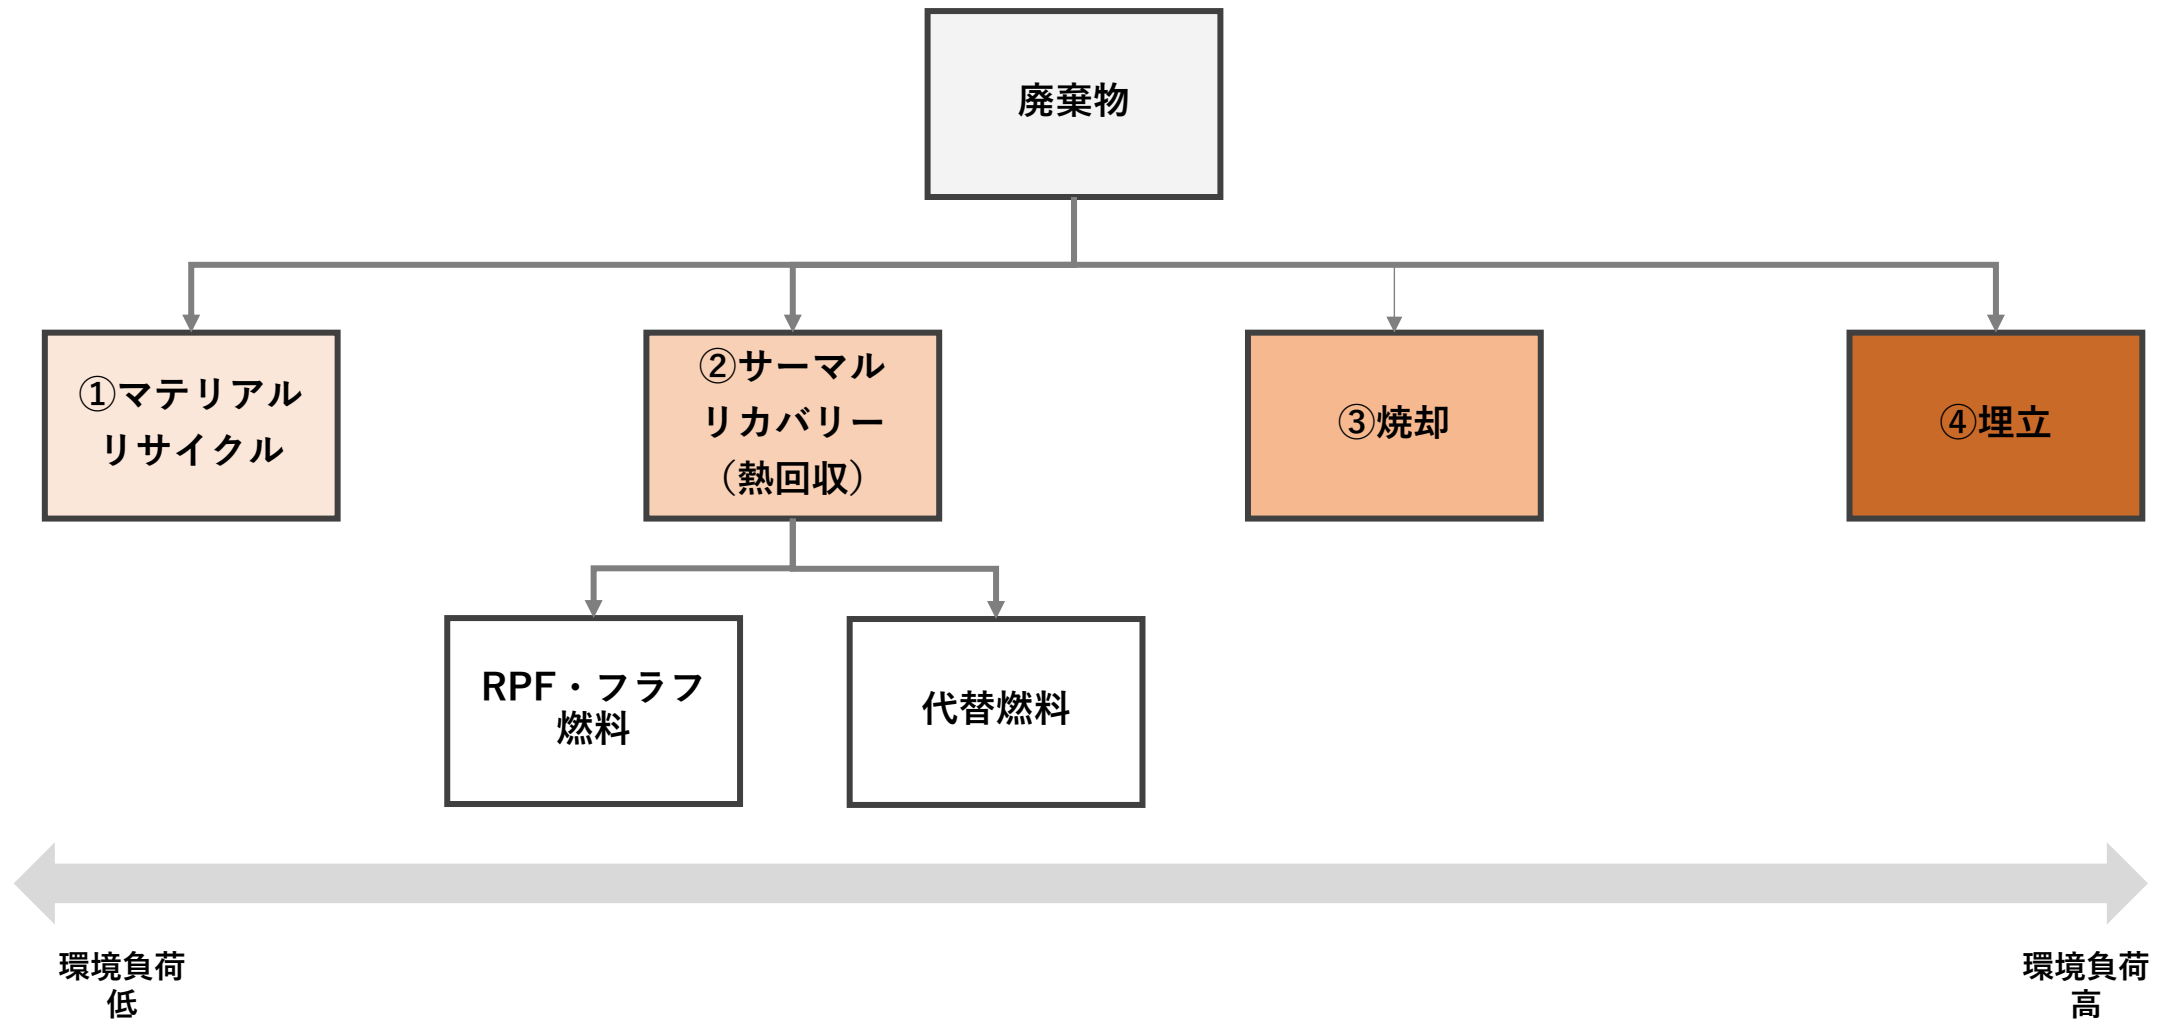 廃棄物
①マテリアル
リサイクル
②サーマル
リカバリー
（熱回収）
③焼却
④埋立
RPF・フラフ
燃料
代替燃料
環境負荷
低
環境負荷
高